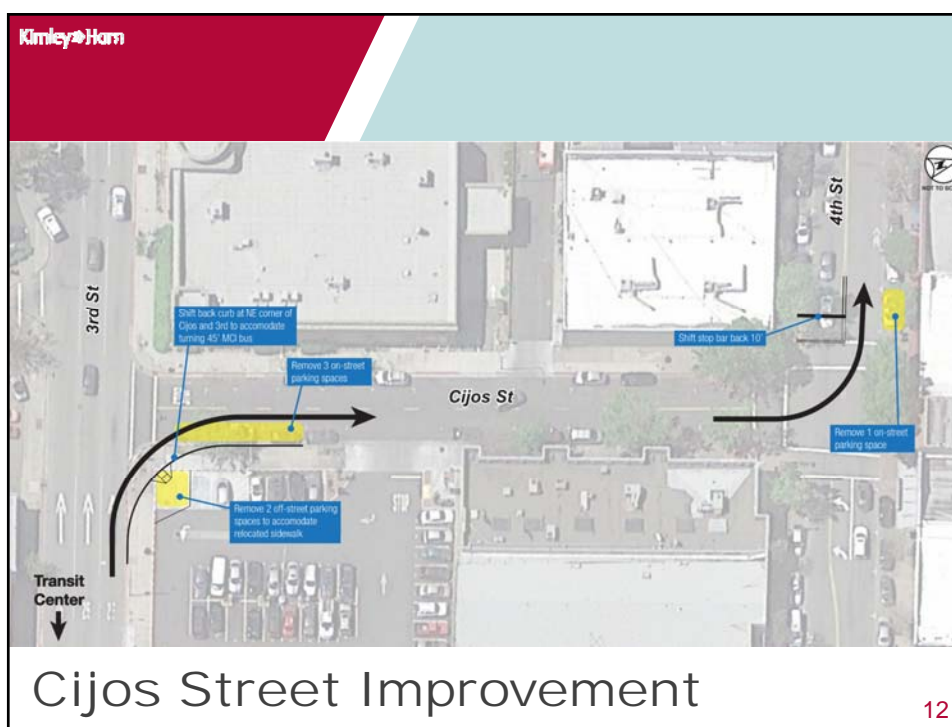 Kimley»Horn
3rd St
4th St
Shift back curb at NE corner of
Cijos and 3rd to accomodate
turning 45' MCI bus
Remove 3 on-street
parking spaces
Cijos St
Shift stop bar back 10'
Remove 1 on-street
parking space
Remove 2 off-street parking
spaces to accomodate
relocated sidewalk
STOP
Transit
Center
Cijos Street Improvement
12